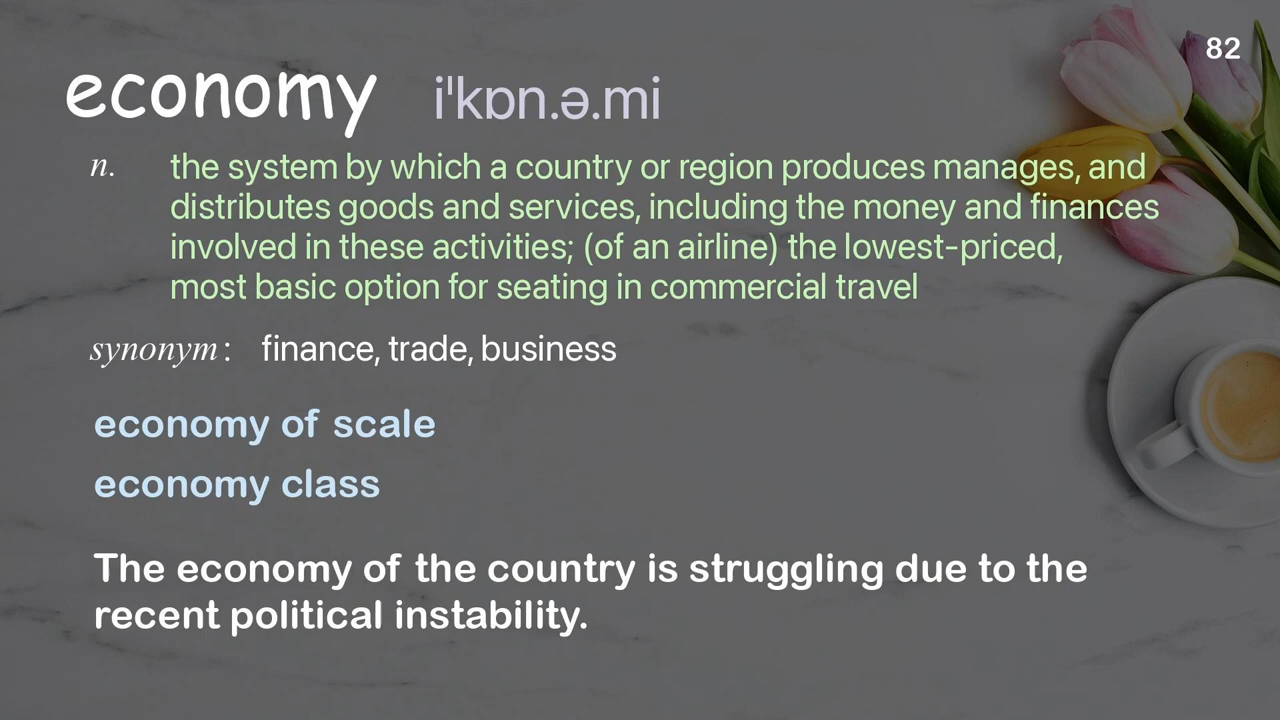 82
economy iˈkɒn.ə.mi
n. the system by which a country or region produces manages, and
distributes goods and services, including the money and finances
involved in these activities; (of an airline) the lowest-priced,
most basic option for seating in commercial travel
synonym: finance, trade, business
economy of scale
economy class
The economy of the country is struggling due to the
recent political instability.